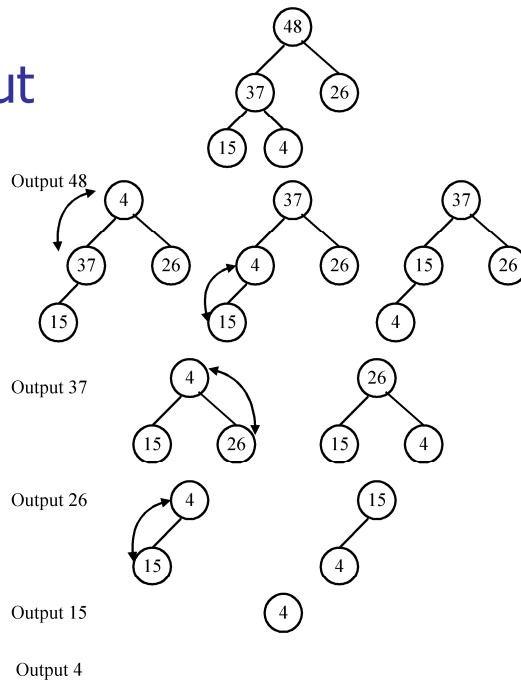 48
ut
37 26
15 4
Output 48
4 37 37
37 26 4 26 15 26
15 15 4
Output 37
4 26
15 26 15 4
Output 26
4 15
15 4
Output 15
4
Output 4